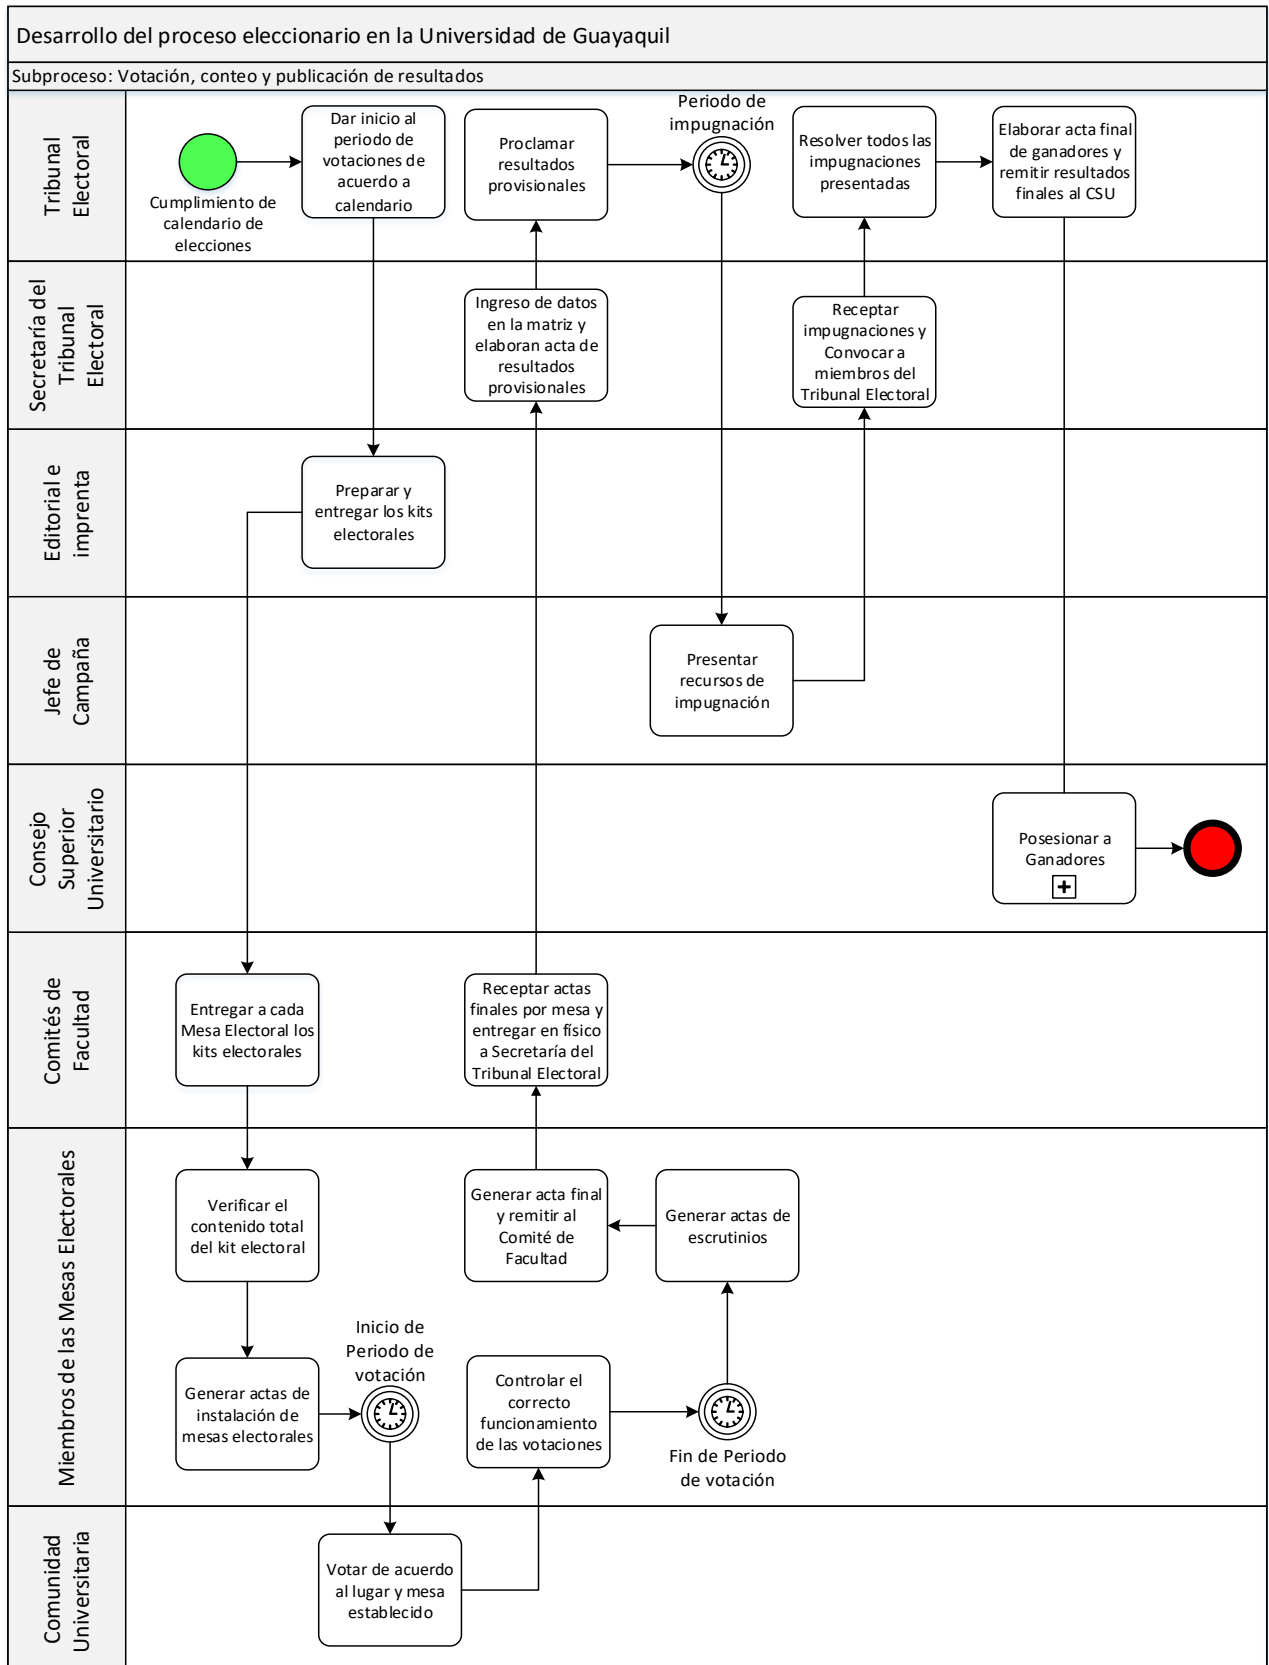 Desarrollo del proceso eleccionario en la Universidad de Guayaquil
Subproceso: Votación, conteo y publicación de resultados
Tribunal
Electoral
Cumplimiento de
calendario de
elecciones
Dar inicio al
periodo de
votaciones de
acuerdo a
calendario
Proclamar
resultados
provisionales
Periodo de
impugnación
Resolver todos las
impugnaciones
presentadas
Elaborar acta final
de ganadores y
remitir resultados
finales al CSU
Secretaría del
Tribunal
Electoral
Ingreso de datos
en la matriz y
elaboran acta de
resultados
provisionales
Receptar
impugnaciones y
Convocar a
miembros del
Tribunal Electoral
Editorial e
imprenta
Preparar y
entregar los kits
electorales
Jefe de
Campaña
Presentar
recursos de
impugnación
Consejo
Superior
Universitario
Posesionar a
Ganadores
Comités de
Facultad
Entregar a cada
Mesa Electoral los
kits electorales
Receptar actas
finales por mesa y
entregar en físico
a Secretaría del
Tribunal Electoral
Miembros de las Mesas Electorales
Verificar el
contenido total
del kit electoral
Generar acta final
y remitir al
Comité de
Facultad
Generar actas de
escrutinios
Generar actas de
instalación de
mesas electorales
Inicio de
Periodo de
votación
Controlar el
correcto
funcionamiento
de las votaciones
Fin de Periodo
de votación
Comunidad
Universitaria
Votar de acuerdo
al lugar y mesa
establecido